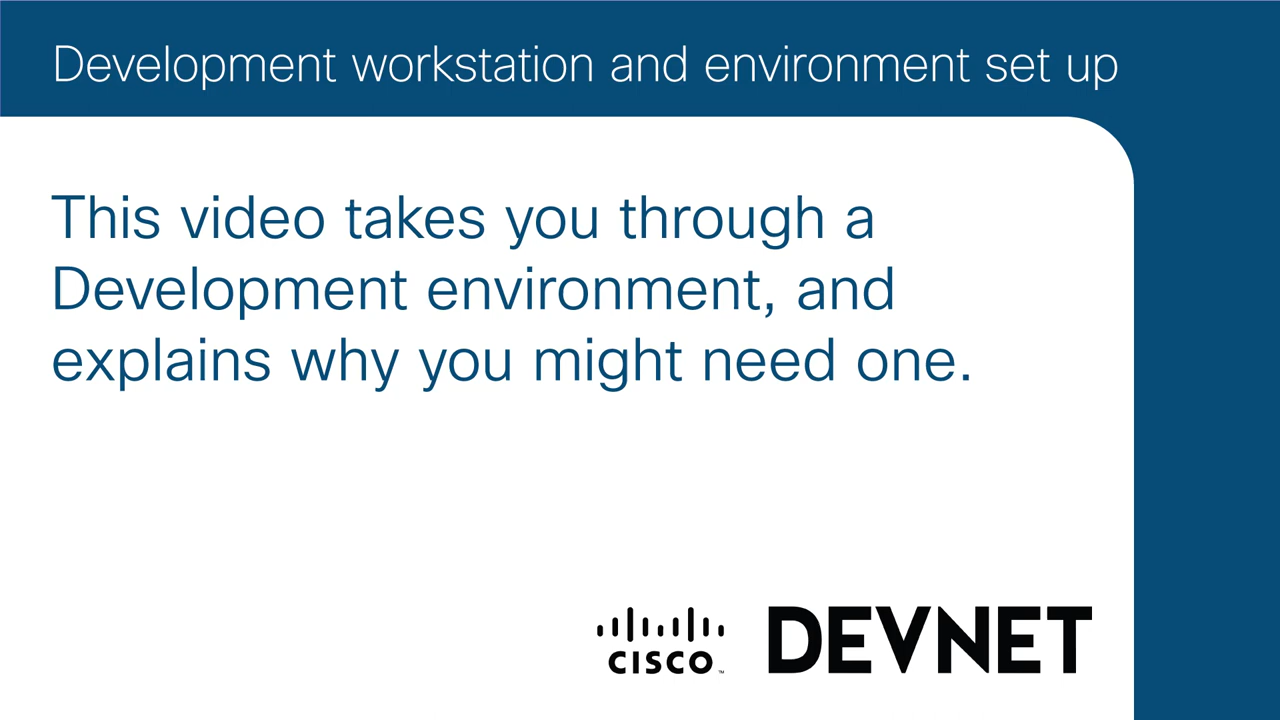 Development workstation and environment set up
This video takes you through a
Development environment, and
explains why you might need one.
CISCO™ DEVNET